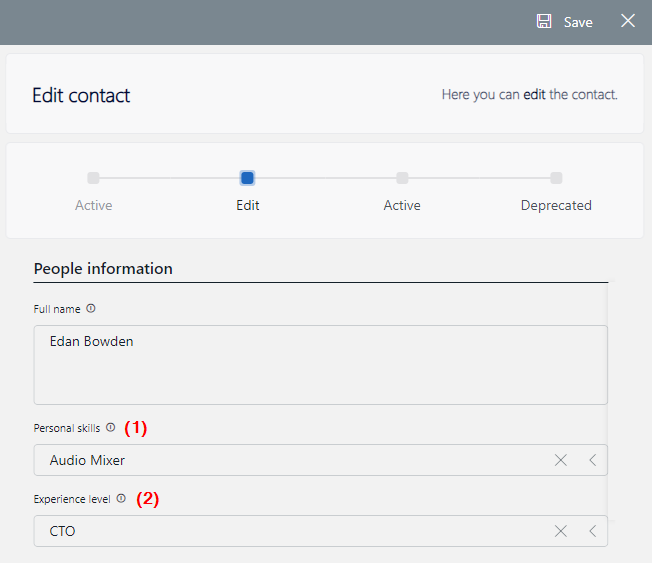 Save
Edit contact
Here you can edit the contact.
Active
Edit
Active
Deprecated
People information
Full name
Edan Bowden
Personal skills (1)
Audio Mixer
Experience level (2)
CTO